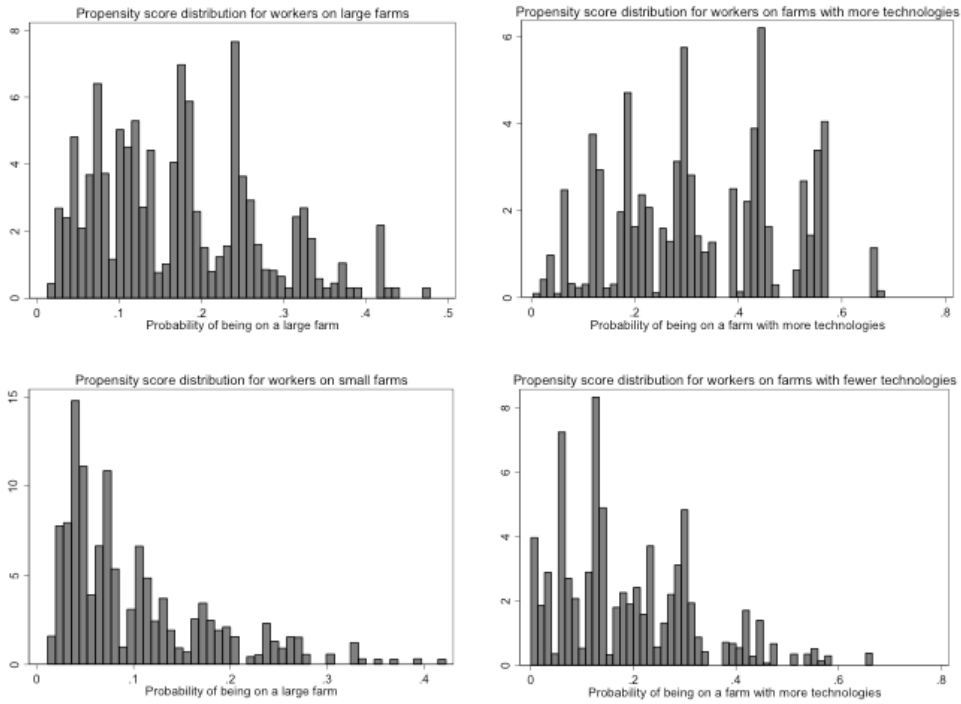 Propensity score distribution for workers on large farms
8
6
4
2
0
0 .1 .2 .3 .4 .5
Probability of being on a large farm
Propensity score distribution for workers on farms with more technologies
6
4
2
0
0 .2 .4 .6 .8
Probability of being on a farm with more technologies
Propensity score distribution for workers on small farms
15
10
5
0
0 .1 .2 .3 .4
Probability of being on a large farm
Propensity score distribution for workers on farms with fewer technologies
8
6
4
2
0
0 .2 .4 .6 .8
Probability of being on a farm with more technologies